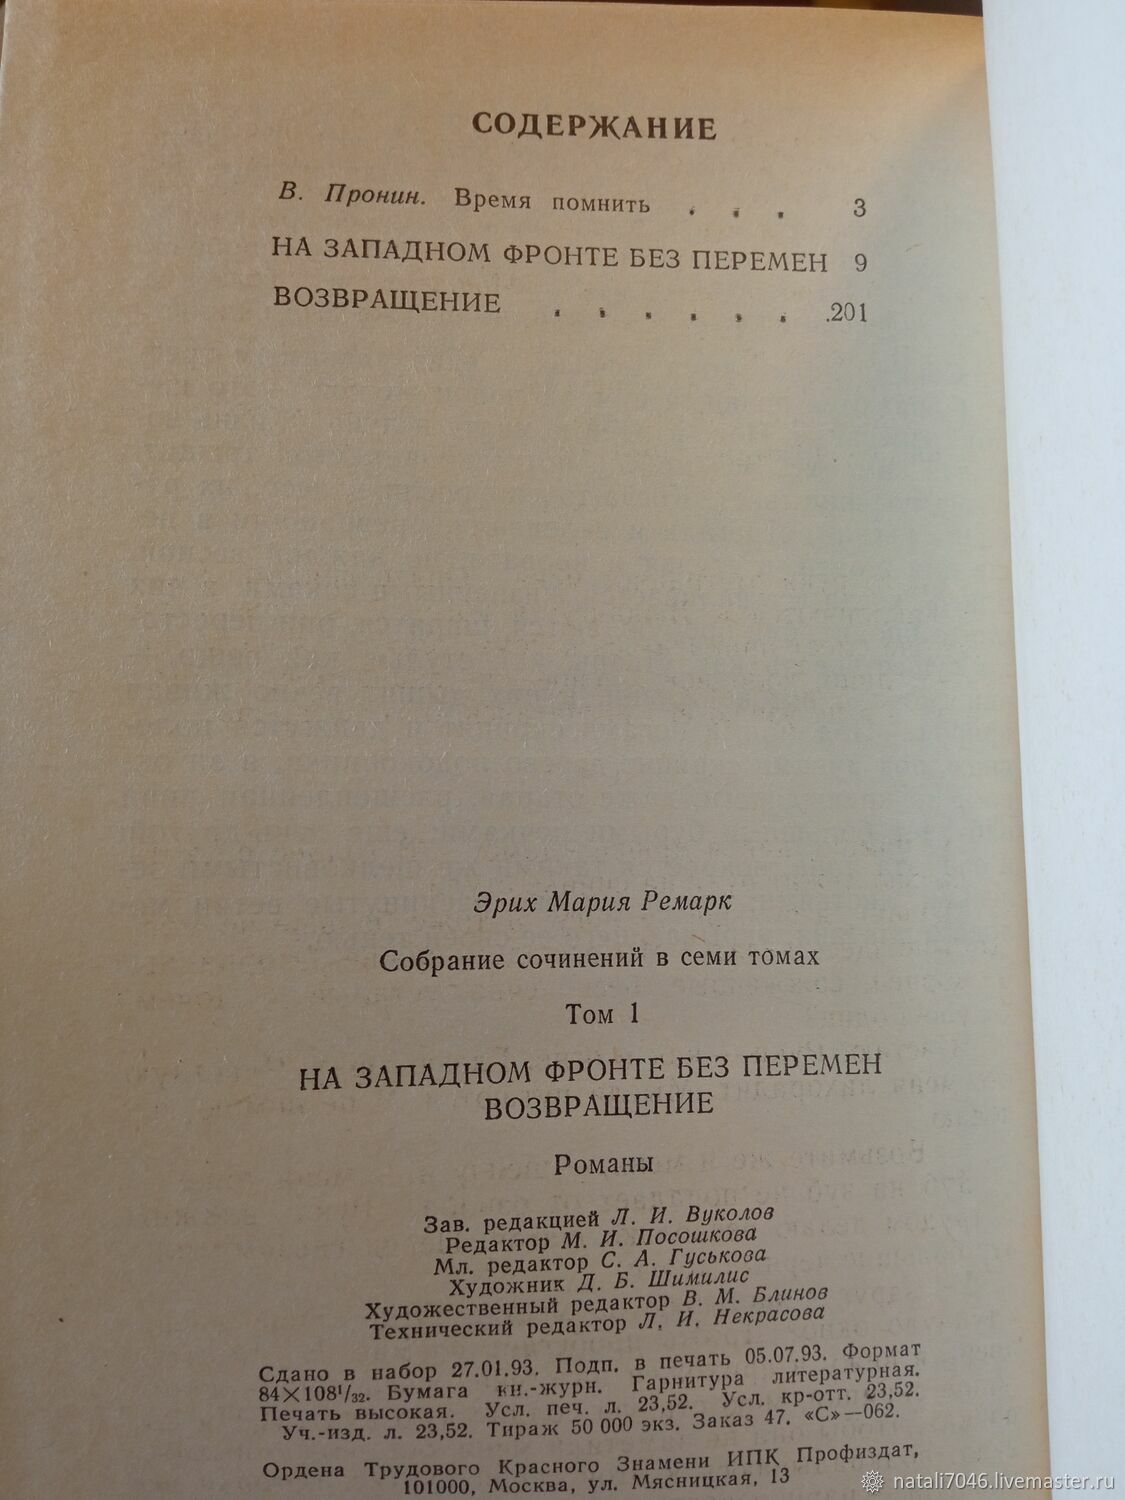 СОДЕРЖАНИЕ
В. Пронин. Время помнить . . . 3
НА ЗАПАДНОМ ФРОНТЕ БЕЗ ПЕРЕМЕН 9
ВОЗВРАЩЕНИЕ . . . . . . .201
Эрих Мария Ремарк
Собрание сочинений в семи томах
Том 1
НА ЗАПАДНОМ ФРОНТЕ БЕЗ ПЕРЕМЕН
ВОЗВРАЩЕНИЕ
Романы
Зав. редакцией Л. И. Вуколов
Редактор М. И. Посошкова
Мл. редактор С. А. Гуськова
Художник Д. Б. Шимилис
Художественный редактор В. М. Блинов
Технический редактор Л. И. Некрасова
Сдано в набор 27.01.93. Подп. в печать 05.07.93. Формат
84×108¹/₃₂. Бумага кн.-журн. Гарнитура литературная.
Печать высокая. Усл. печ. л. 23,52. Усл. кр-отт. 23,52.
Уч.-изд. л. 23,52. Тираж 50 000 экз. Заказ 47. «С»—062.
Ордена Трудового Красного Знамени ИПК Профиздат,
101000, Москва, ул. Мясницкая, 13
natali7046.livemaster.ru